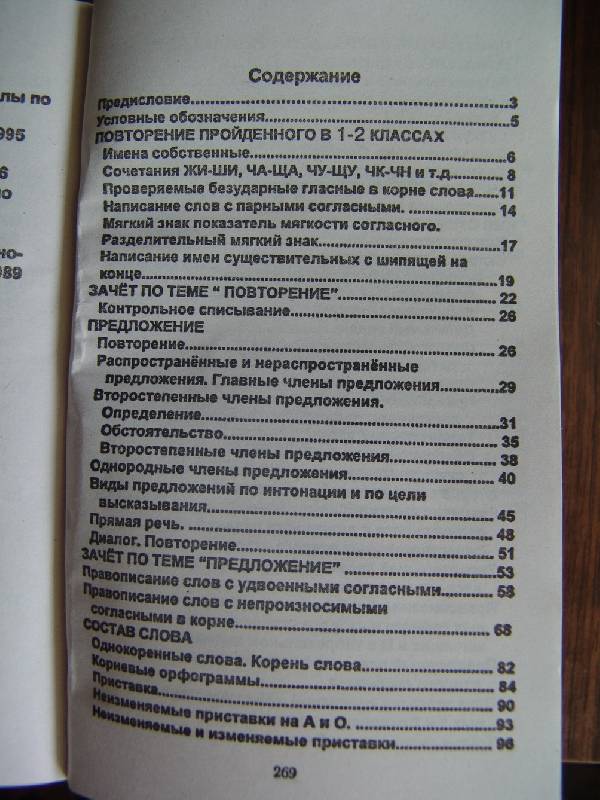 лы по
995
6
о
но-
989
Содержание
Предисловие........................3
Условные обозначения........................5
ПОВТОРЕНИЕ ПРОЙДЕННОГО В 1-2 КЛАССАХ
Имена собственные........................6
Сочетания ЖИ-ШИ, ЧА-ЩА, ЧУ-ЩУ, ЧК-ЧН и т.д........ 8
Проверяемые безударные гласные в корне слова......11
Написание слов с парными согласными. ............... 14
Мягкий знак показатель мягкости согласного.
Разделительный мягкий знак........................17
Написание имен существительных с шипящей на
конце........................19
ЗАЧЁТ ПО ТЕМЕ “ ПОВТОРЕНИЕ”........................ 22
Контрольное списывание........................ 26
ПРЕДЛОЖЕНИЕ
Повторение........................ 26
Распространённые и нераспространённые
предложения. Главные члены предложения............29
Второстепенные члены предложения.
Определение........................31
Обстоятельство........................ 35
Второстепенные члены предложения.................. 38
Однородные члены предложения........................ 40
Виды предложений по интонации и по цели
высказывания........................ 45
Прямая речь. ........................ 48
Диалог. Повторение........................ 51
ЗАЧЁТ ПО ТЕМЕ “ПРЕДЛОЖЕНИЕ” ........................53
Правописание слов с удвоенными согласными......... 58
Правописание слов с непроизносимыми
согласными в корне........................ 68
СОСТАВ СЛОВА
Однокоренные слова. Корень слова.................. 82
Корневые орфограммы........................ 84
Приставка........................ 90
Неизменяемые приставки на А и О. ..................93
Неизменяемые и изменяемые приставки............... 96
269